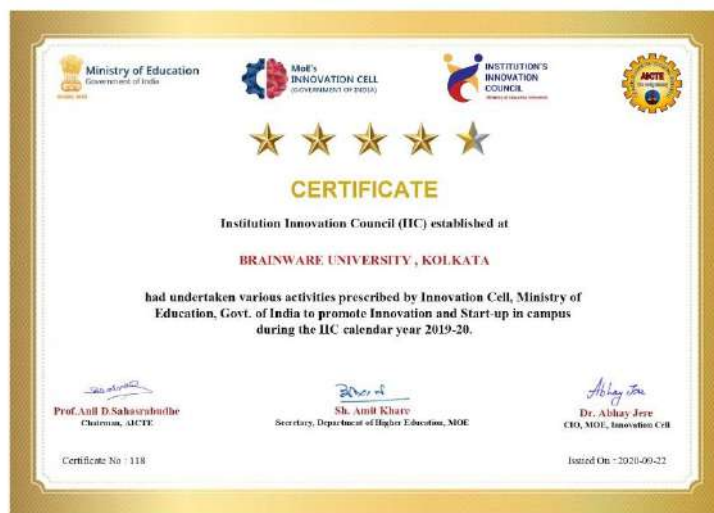 Ministry of Education
Government of India
MoE's
INNOVATION CELL
(GOVERNMENT OF INDIA)
INSTITUTION'S
INNOVATION
COUNCIL
AICTE
CERTIFICATE
Institution Innovation Council (IIC) established at
BRAINWARE UNIVERSITY , KOLKATA
had undertaken various activities prescribed by Innovation Cell, Ministry of
Education, Govt. of India to promote Innovation and Start-up in campus
during the IIC calendar year 2019-20.
Prof.Anil D.Sahasrabudhe
Chairman, AICTE
Sh. Amit Khare
Secretary, Department of Higher Education, MOE
Abhay Jere
Dr. Abhay Jere
CIO, MOE, Innovation Cell
Certificate No : 118
Issued On : 2020-09-22